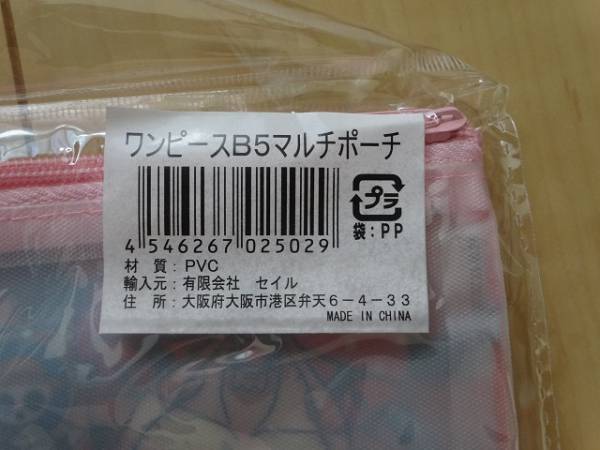 ワンピースB5マルチポーチ
プラ
袋:PP
4 546267 025029
材 質:PVC
輸入元:有限会社 セイル
住 所:大阪府大阪市港区弁天6-4-33
MADE IN CHINA